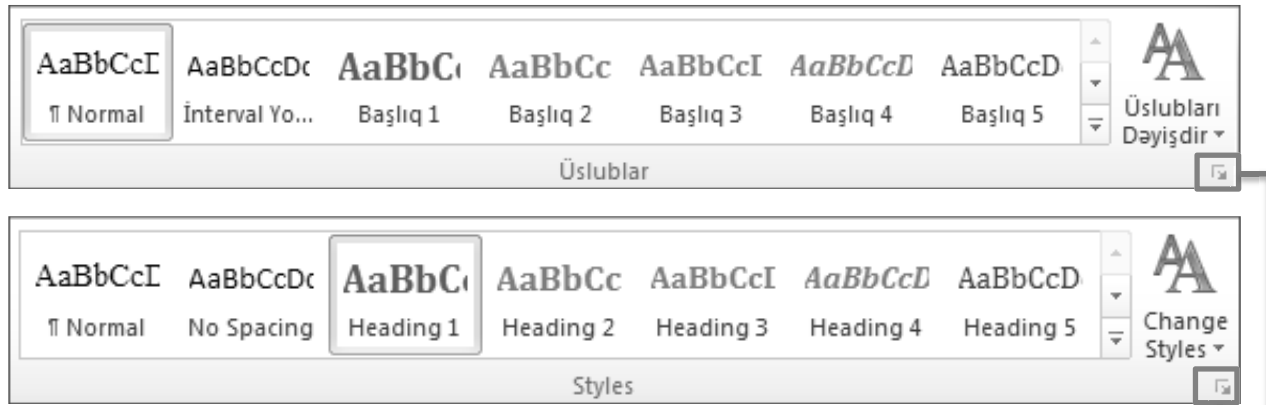 AaBbCcD AaBbCcDc AaBbC AaBbCc AaBbCcI AaBbCcD AaBbCcD
¶ Normal İnterval Yo... Başlıq 1 Başlıq 2 Başlıq 3 Başlıq 4 Başlıq 5
Üslubları
Dəyişdir
Üslublar
AaBbCcD AaBbCcDc AaBbC AaBbCc AaBbCcI AaBbCcD AaBbCcD
¶ Normal No Spacing Heading 1 Heading 2 Heading 3 Heading 4 Heading 5
Change
Styles
Styles